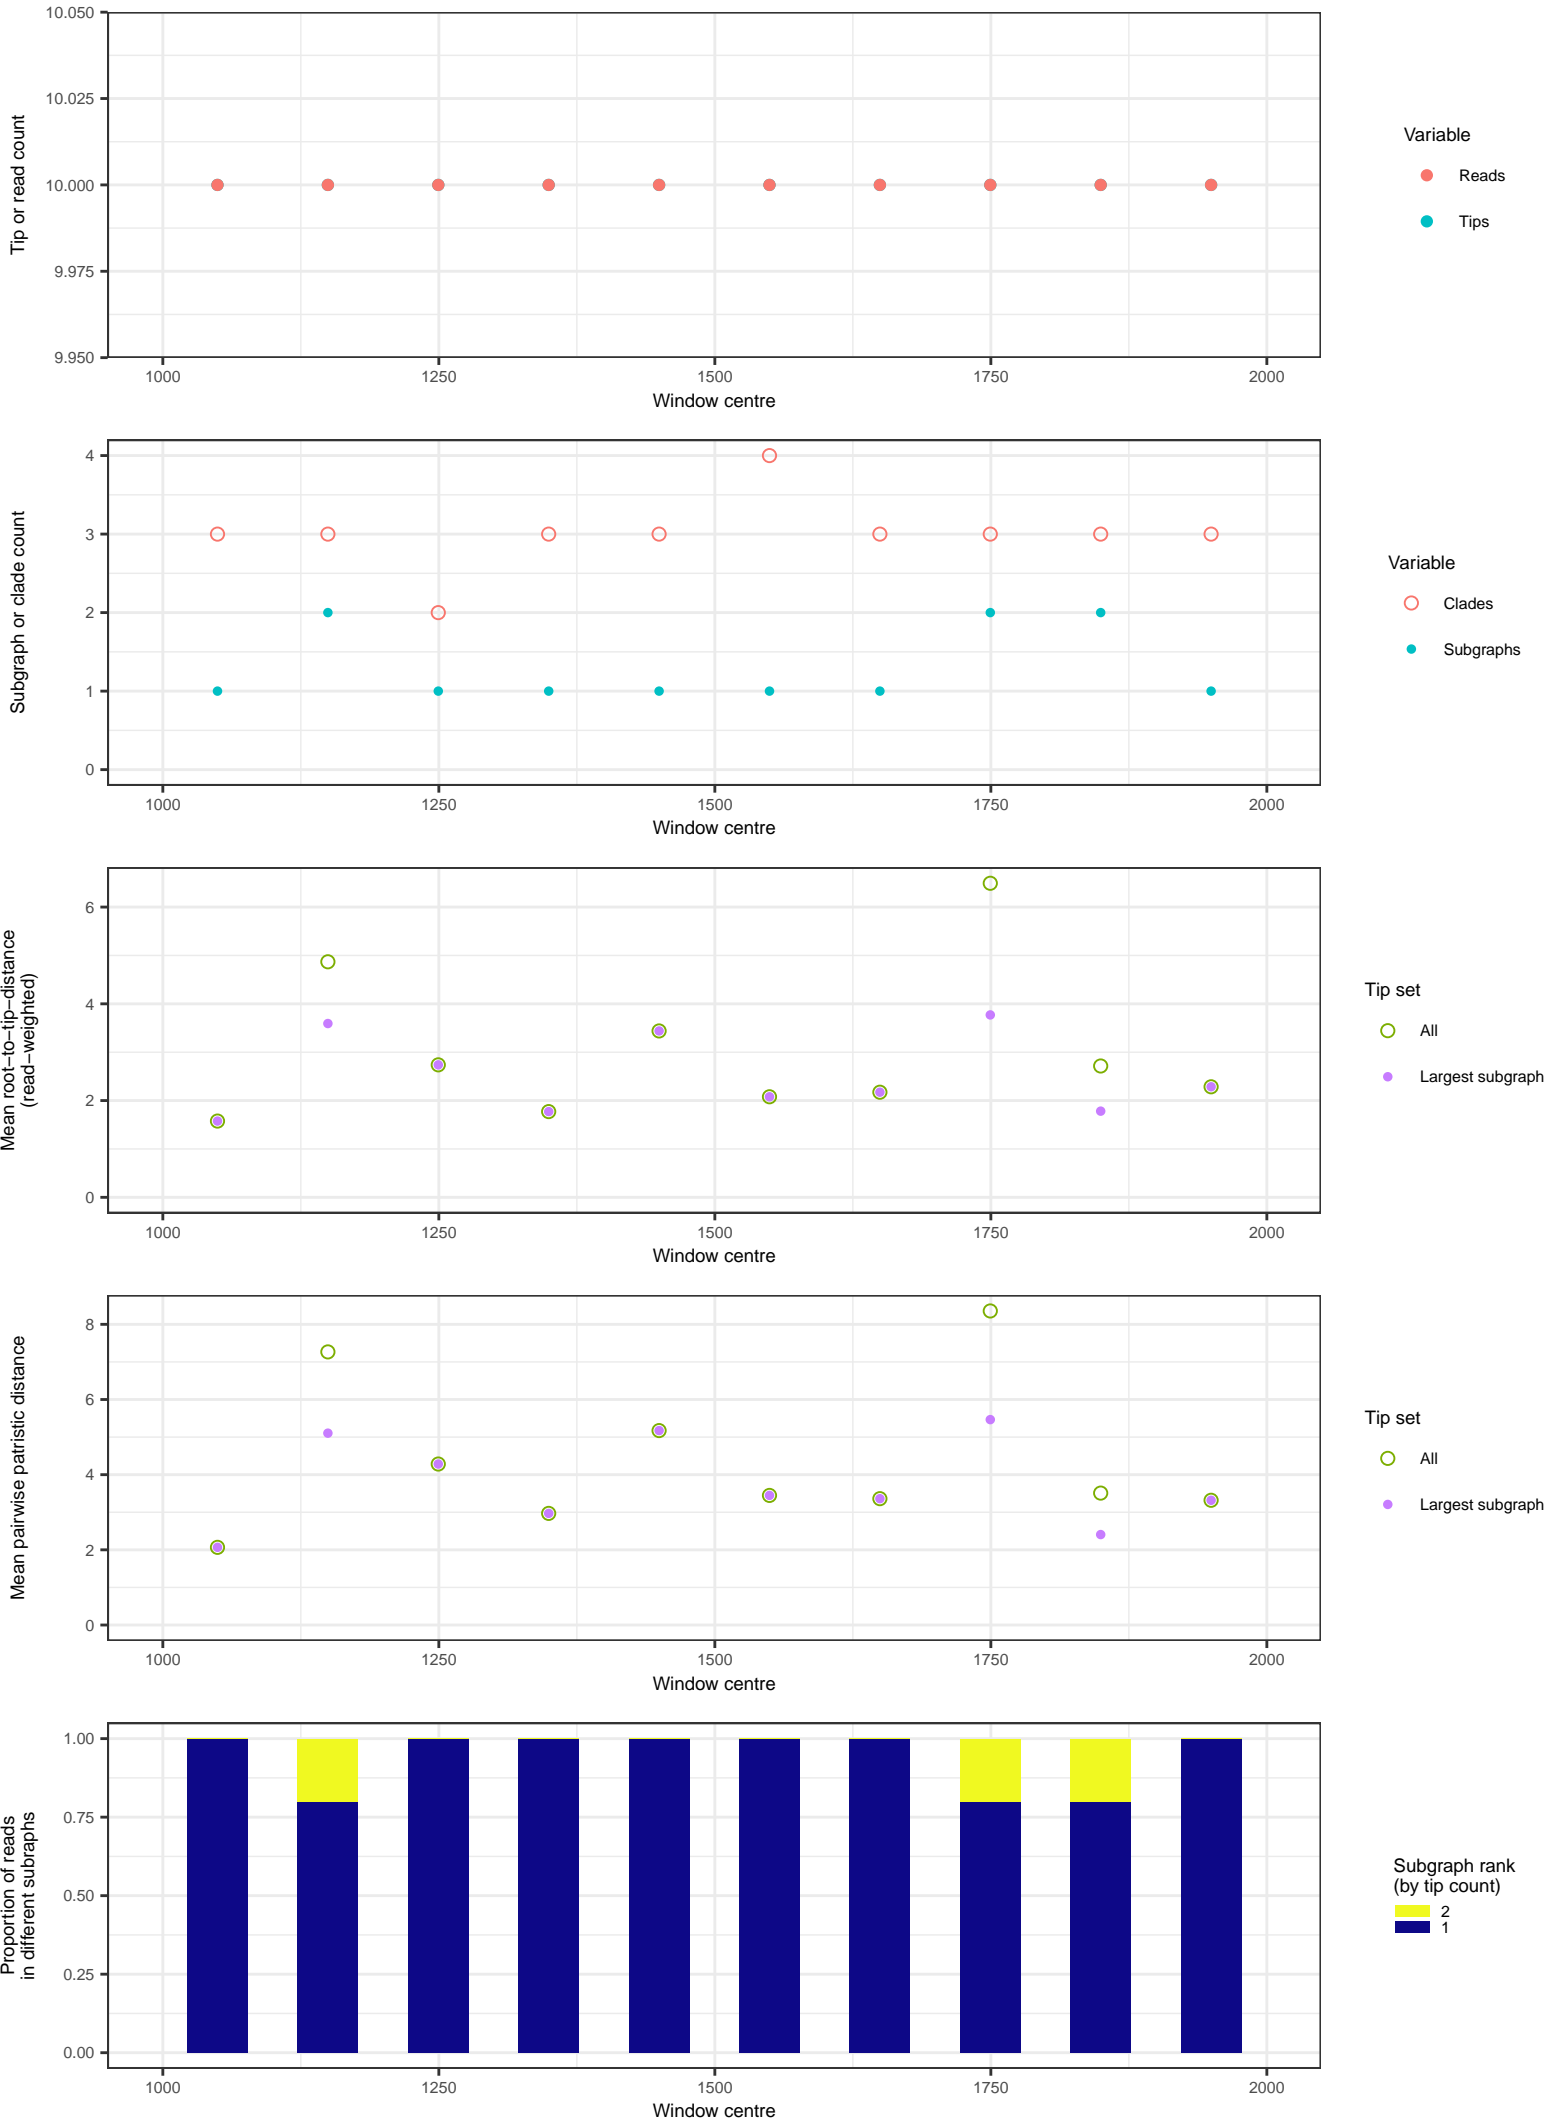 10.050
10.025
10.000
9.975
9.950
Tip or read count
1000 1250 1500 1750 2000
Window centre
Variable
Reads
Tips
4
3
2
1
0
Subgraph or clade count
1000 1250 1500 1750 2000
Window centre
Variable
Clades
Subgraphs
6
4
2
0
Mean root−to−tip−distance
(read−weighted)
1000 1250 1500 1750 2000
Window centre
Tip set
All
Largest subgraph
8
6
4
2
0
Mean pairwise patristic distance
1000 1250 1500 1750 2000
Window centre
Tip set
All
Largest subgraph
1.00
0.75
0.50
0.25
0.00
Proportion of reads
in different subraphs
1000 1250 1500 1750 2000
Window centre
Subgraph rank
(by tip count)
2
1